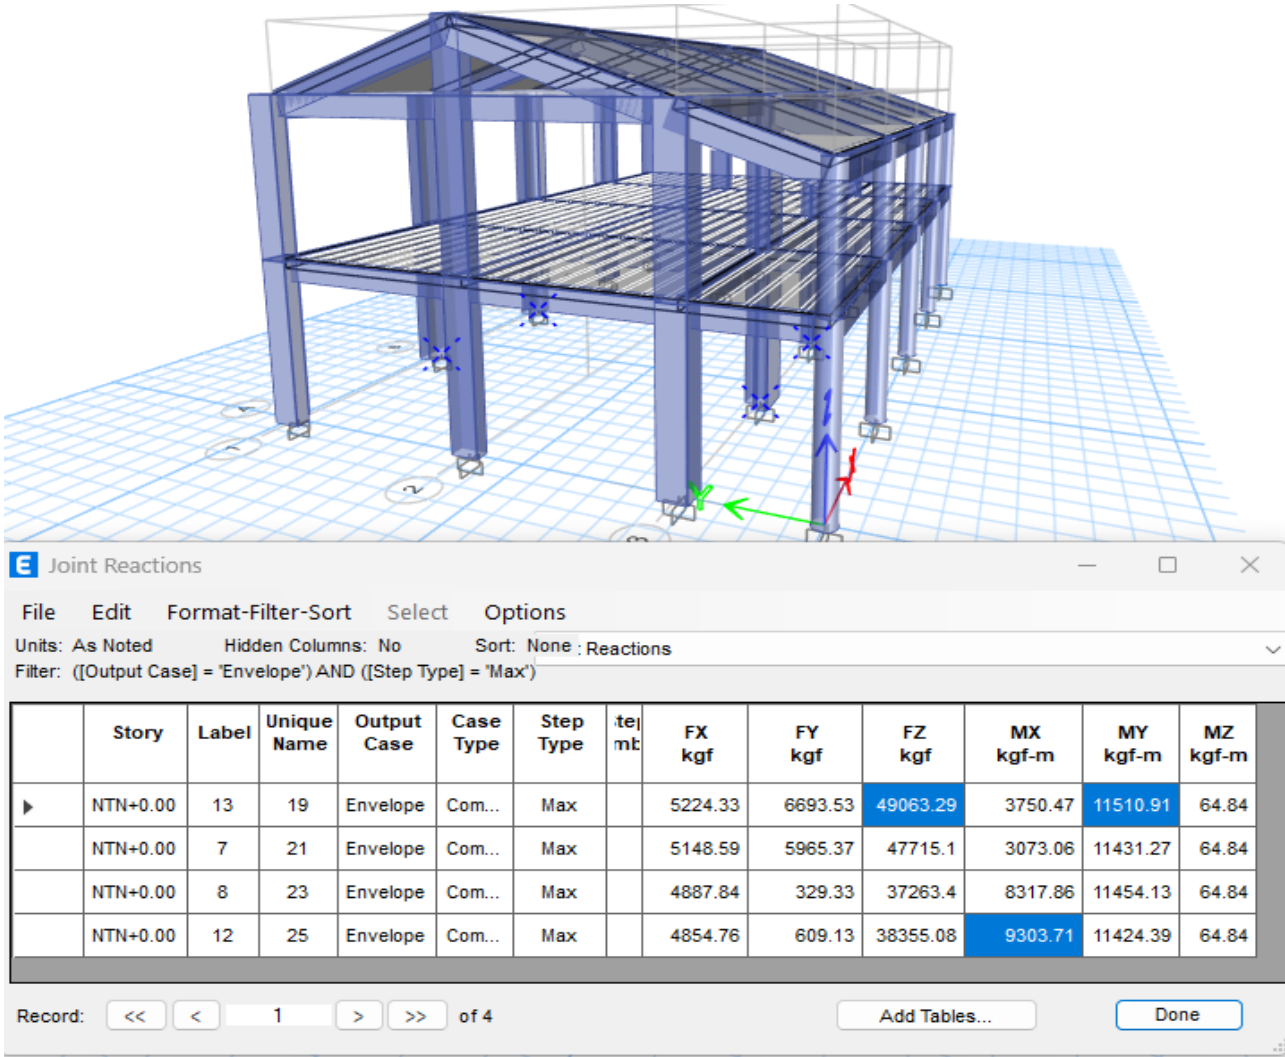 Y
2
3
E Joint Reactions
File Edit Format-Filter-Sort Select Options
Units: As Noted Hidden Columns: No Sort: None : Reactions
Filter: ([Output Case] = 'Envelope') AND ([Step Type] = 'Max')
Story Label Unique Name Output Case Case Type Step Type FX kgf FY kgf FZ kgf MX kgf-m MY kgf-m MZ kgf-m
NTN+0.00 13 19 Envelope Com... Max 5224.33 6693.53 49063.29 3750.47 11510.91 64.84
NTN+0.00 7 21 Envelope Com... Max 5148.59 5965.37 47715.1 3073.06 11431.27 64.84
NTN+0.00 8 23 Envelope Com... Max 4887.84 329.33 37263.4 8317.86 11454.13 64.84
NTN+0.00 12 25 Envelope Com... Max 4854.76 609.13 38355.08 9303.71 11424.39 64.84
Record: << < 1 > >> of 4 Add Tables... Done